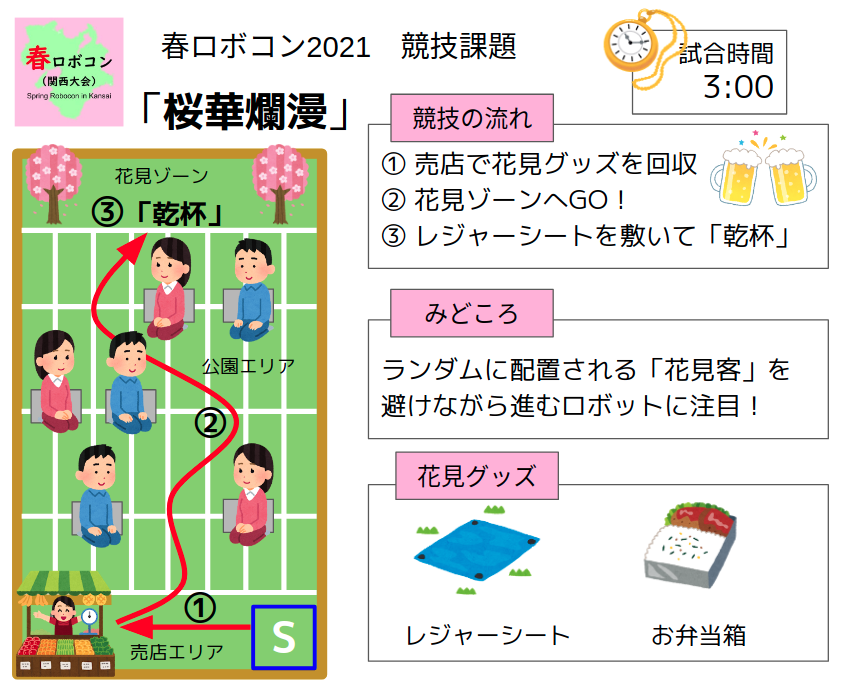 春ロボコン
(関西大会)
Spring Robocon in Kansai
春ロボコン2021 競技課題
「桜華爛漫」
試合時間
3:00
花見ゾーン
③「乾杯」
公園エリア
②
①
S
売店エリア
競技の流れ
① 売店で花見グッズを回収
② 花見ゾーンへGO！
③ レジャーシートを敷いて「乾杯」
みどころ
ランダムに配置される「花見客」を
避けながら進むロボットに注目！
花見グッズ
レジャーシート
お弁当箱